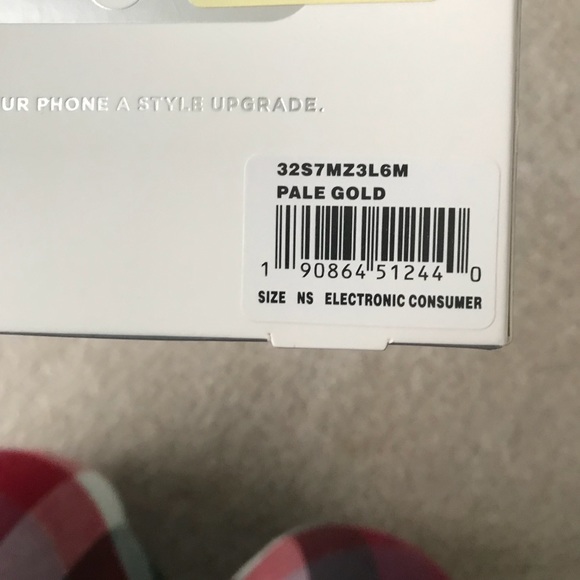 UR PHONE A STYLE UPGRADE.
32S7MZ3L6M
PALE GOLD
1 90864 51244 0
SIZE NS ELECTRONIC CONSUMER